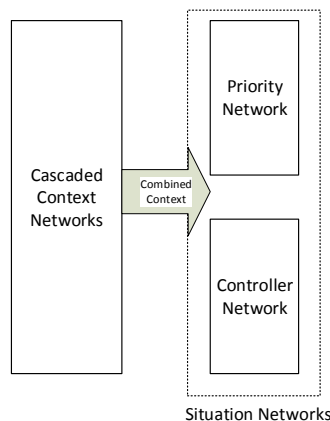 Cascaded
Context
Networks
Combined
Context
Priority
Network
Controller
Network
Situation Networks